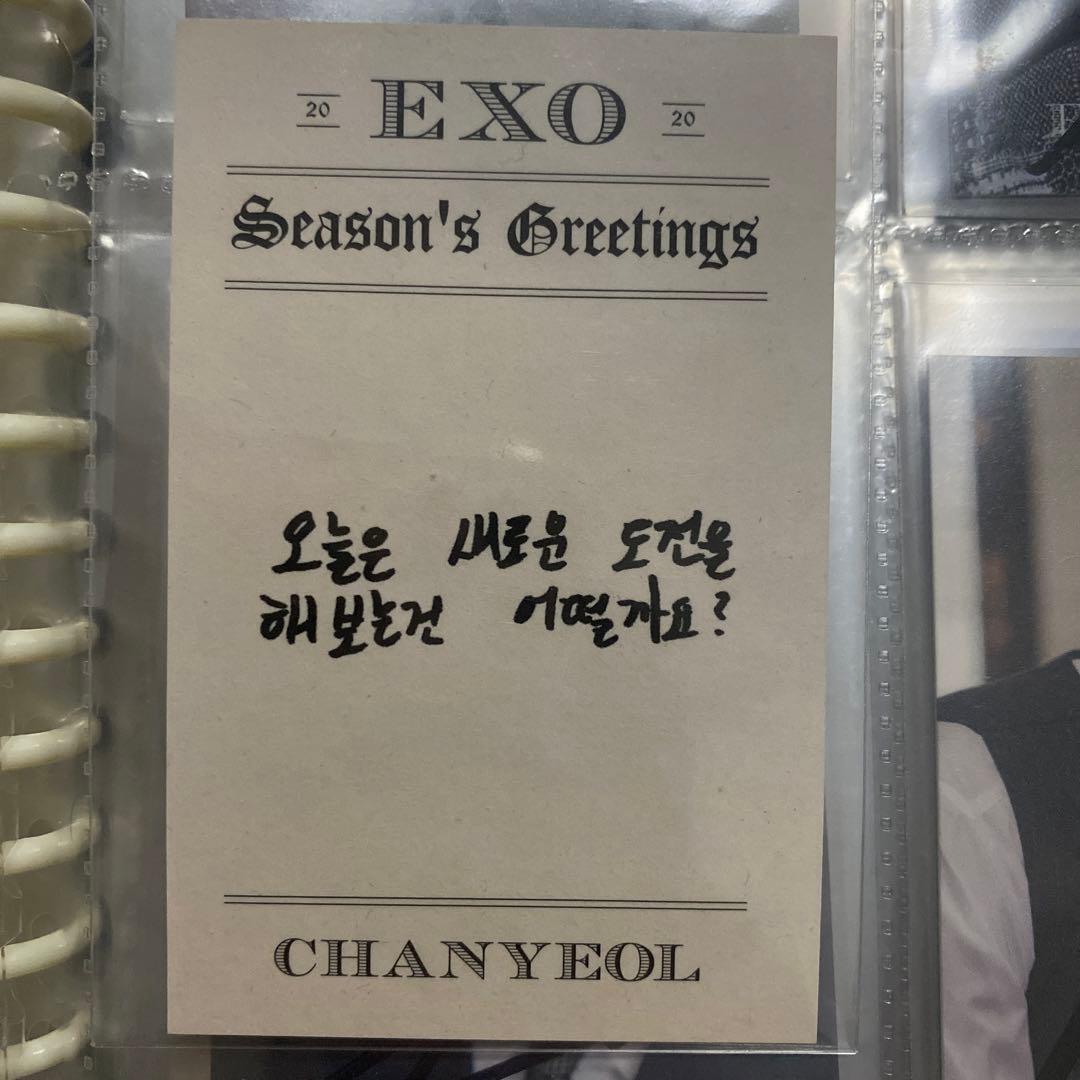 20 EXO 20
Season's Greetings
오늘은 새로운 도전을
해보는건 어떨까요?
CHANYEOL